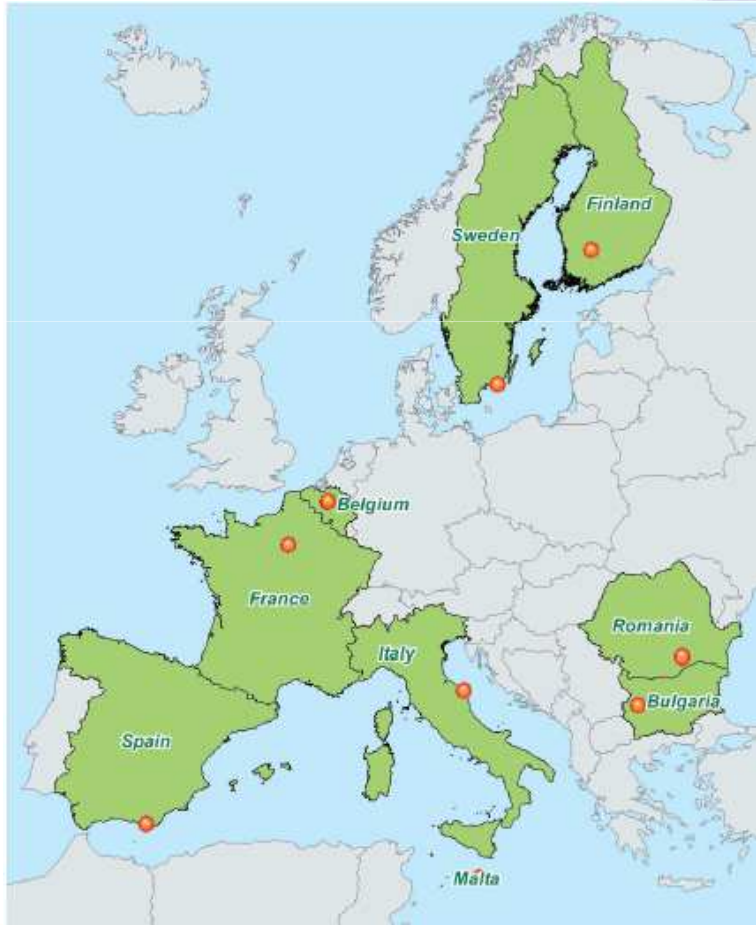 Finland
Sweden
Belgium
France
Romania
Italy
Bulgaria
Spain
Malta